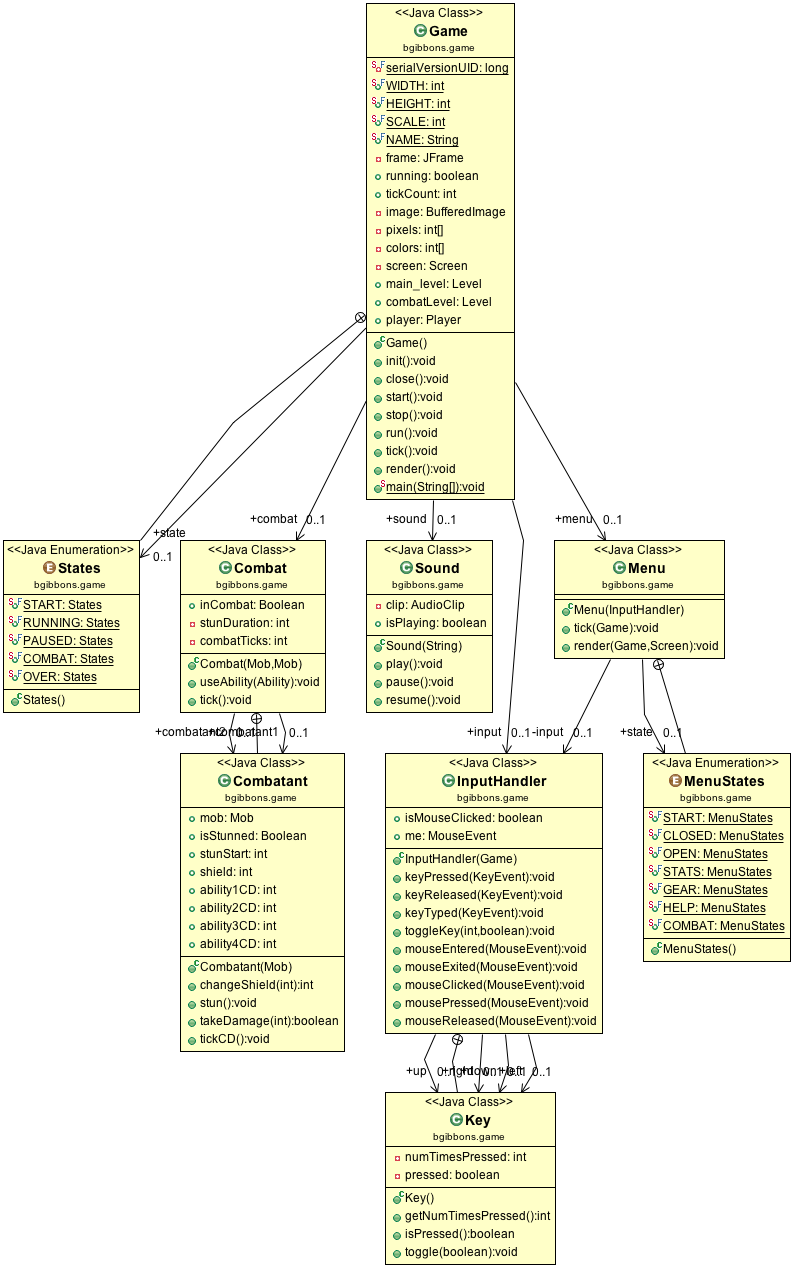 <<Java Class>>
Game
bgibbons.game
serialVersionUID: long
WIDTH: int
HEIGHT: int
SCALE: int
NAME: String
frame: JFrame
running: boolean
tickCount: int
image: BufferedImage
pixels: int[]
colors: int[]
screen: Screen
main_level: Level
combatLevel: Level
player: Player
Game()
init():void
close():void
start():void
stop():void
run():void
tick():void
render():void
main(String[]):void
+state
0..1
+combat 0..1
+sound 0..1
+menu 0..1
<<Java Enumeration>>
States
bgibbons.game
START: States
RUNNING: States
PAUSED: States
COMBAT: States
OVER: States
States()
<<Java Class>>
Combat
bgibbons.game
inCombat: Boolean
stunDuration: int
combatTicks: int
Combat(Mob,Mob)
useAbility(Ability):void
tick():void
<<Java Class>>
Sound
bgibbons.game
clip: AudioClip
isPlaying: boolean
Sound(String)
play():void
pause():void
resume():void
<<Java Class>>
Menu
bgibbons.game
Menu(InputHandler)
tick(Game):void
render(Game,Screen):void
+combatant2 0..1
+combatant1 0..1
+input 0..1
-input 0..1
+state 0..1
<<Java Class>>
Combatant
bgibbons.game
mob: Mob
isStunned: Boolean
stunStart: int
shield: int
ability1CD: int
ability2CD: int
ability3CD: int
ability4CD: int
Combatant(Mob)
changeShield(int):int
stun():void
takeDamage(int):boolean
tickCD():void
<<Java Class>>
InputHandler
bgibbons.game
isMouseClicked: boolean
me: MouseEvent
InputHandler(Game)
keyPressed(KeyEvent):void
keyReleased(KeyEvent):void
keyTyped(KeyEvent):void
toggleKey(int,boolean):void
mouseEntered(MouseEvent):void
mouseExited(MouseEvent):void
mouseClicked(MouseEvent):void
mousePressed(MouseEvent):void
mouseReleased(MouseEvent):void
<<Java Enumeration>>
MenuStates
bgibbons.game
START: MenuStates
CLOSED: MenuStates
OPEN: MenuStates
STATS: MenuStates
GEAR: MenuStates
HELP: MenuStates
COMBAT: MenuStates
MenuStates()
+up 0..1
+right 0..1
+down 0..1
+left 0..1
<<Java Class>>
Key
bgibbons.game
numTimesPressed: int
pressed: boolean
Key()
getNumTimesPressed():int
isPressed():boolean
toggle(boolean):void